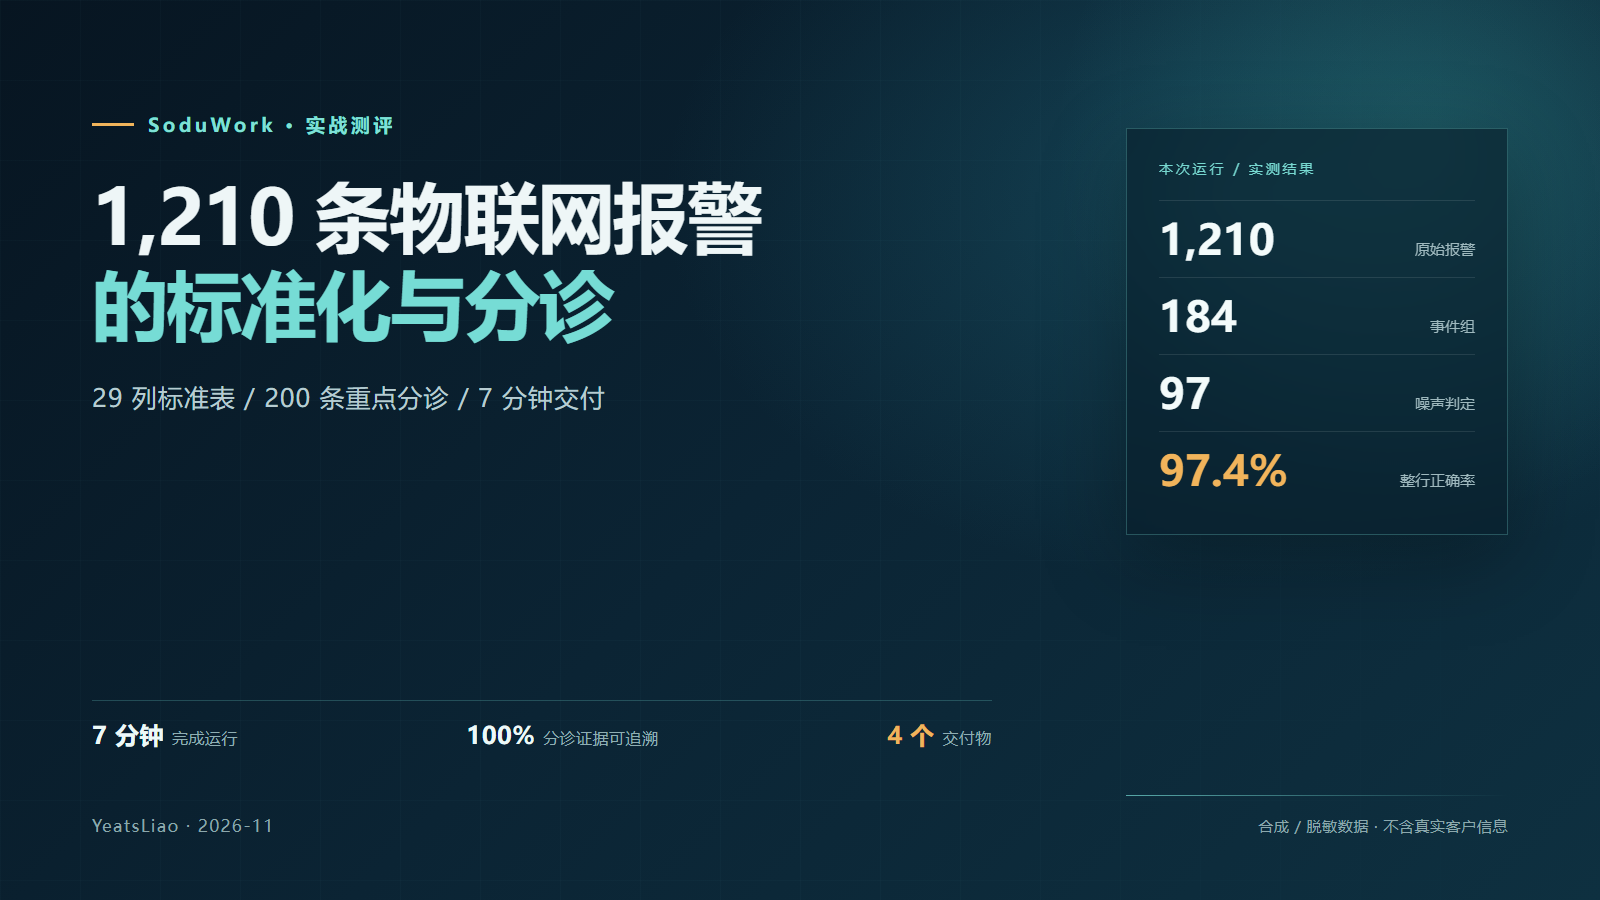 SoduWork • 实战测评
1,210 条物联网报警
的标准化与分诊
29 列标准表 / 200 条重点分诊 / 7 分钟交付
本次运行 / 实测结果
1,210 原始报警
184 事件组
97 噪声判定
97.4% 整行正确率
7 分钟 完成运行
100% 分诊证据可追溯
4 个 交付物
YeatsLiao · 2026-11
合成 / 脱敏数据 · 不含真实客户信息